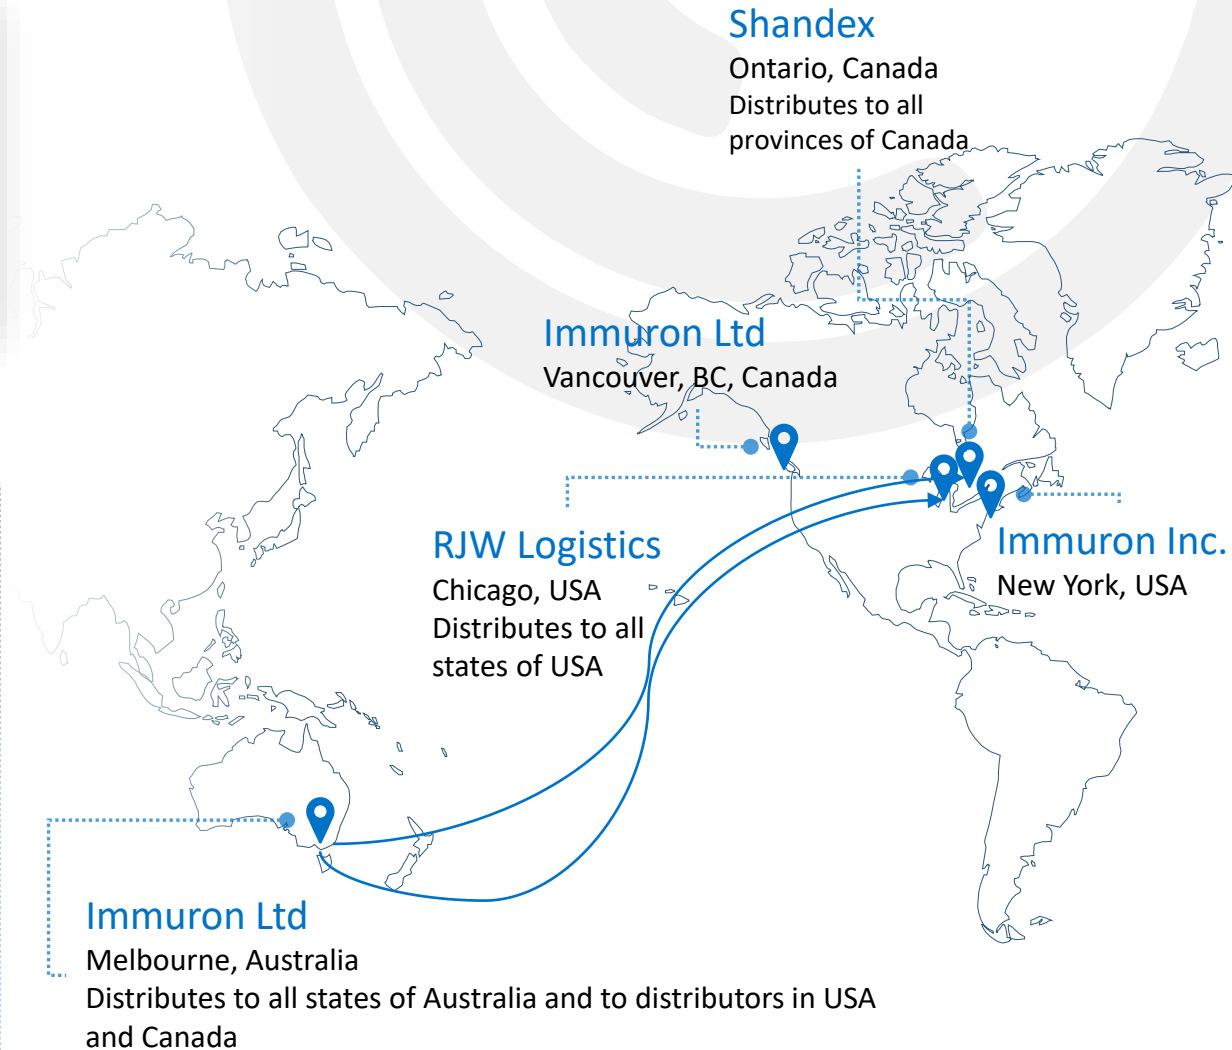 Shandex
Ontario, Canada
Distributes to all
provinces of Canada
Immuron Ltd
Vancouver, BC, Canada
RJW Logistics
Chicago, USA
Distributes to all
states of USA
Immuron Inc.
New York, USA
Immuron Ltd
Melbourne, Australia
Distributes to all states of Australia and to distributors in USA
and Canada